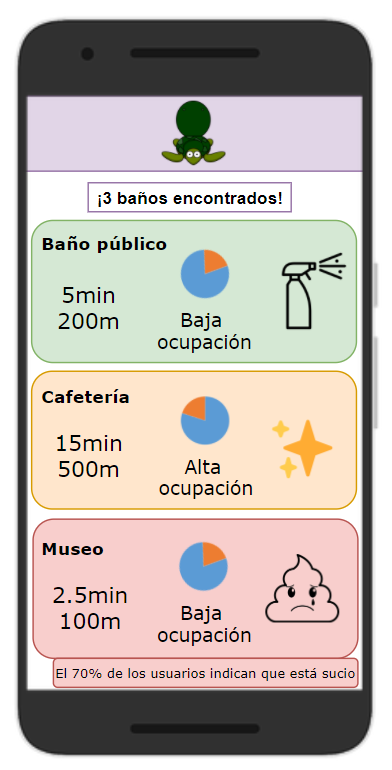 ¡3 baños encontrados!
Baño público
5min
200m
Baja
ocupación
Cafetería
15min
500m
Alta
ocupación
Museo
2.5min
100m
Baja
ocupación
El 70% de los usuarios indican que está sucio